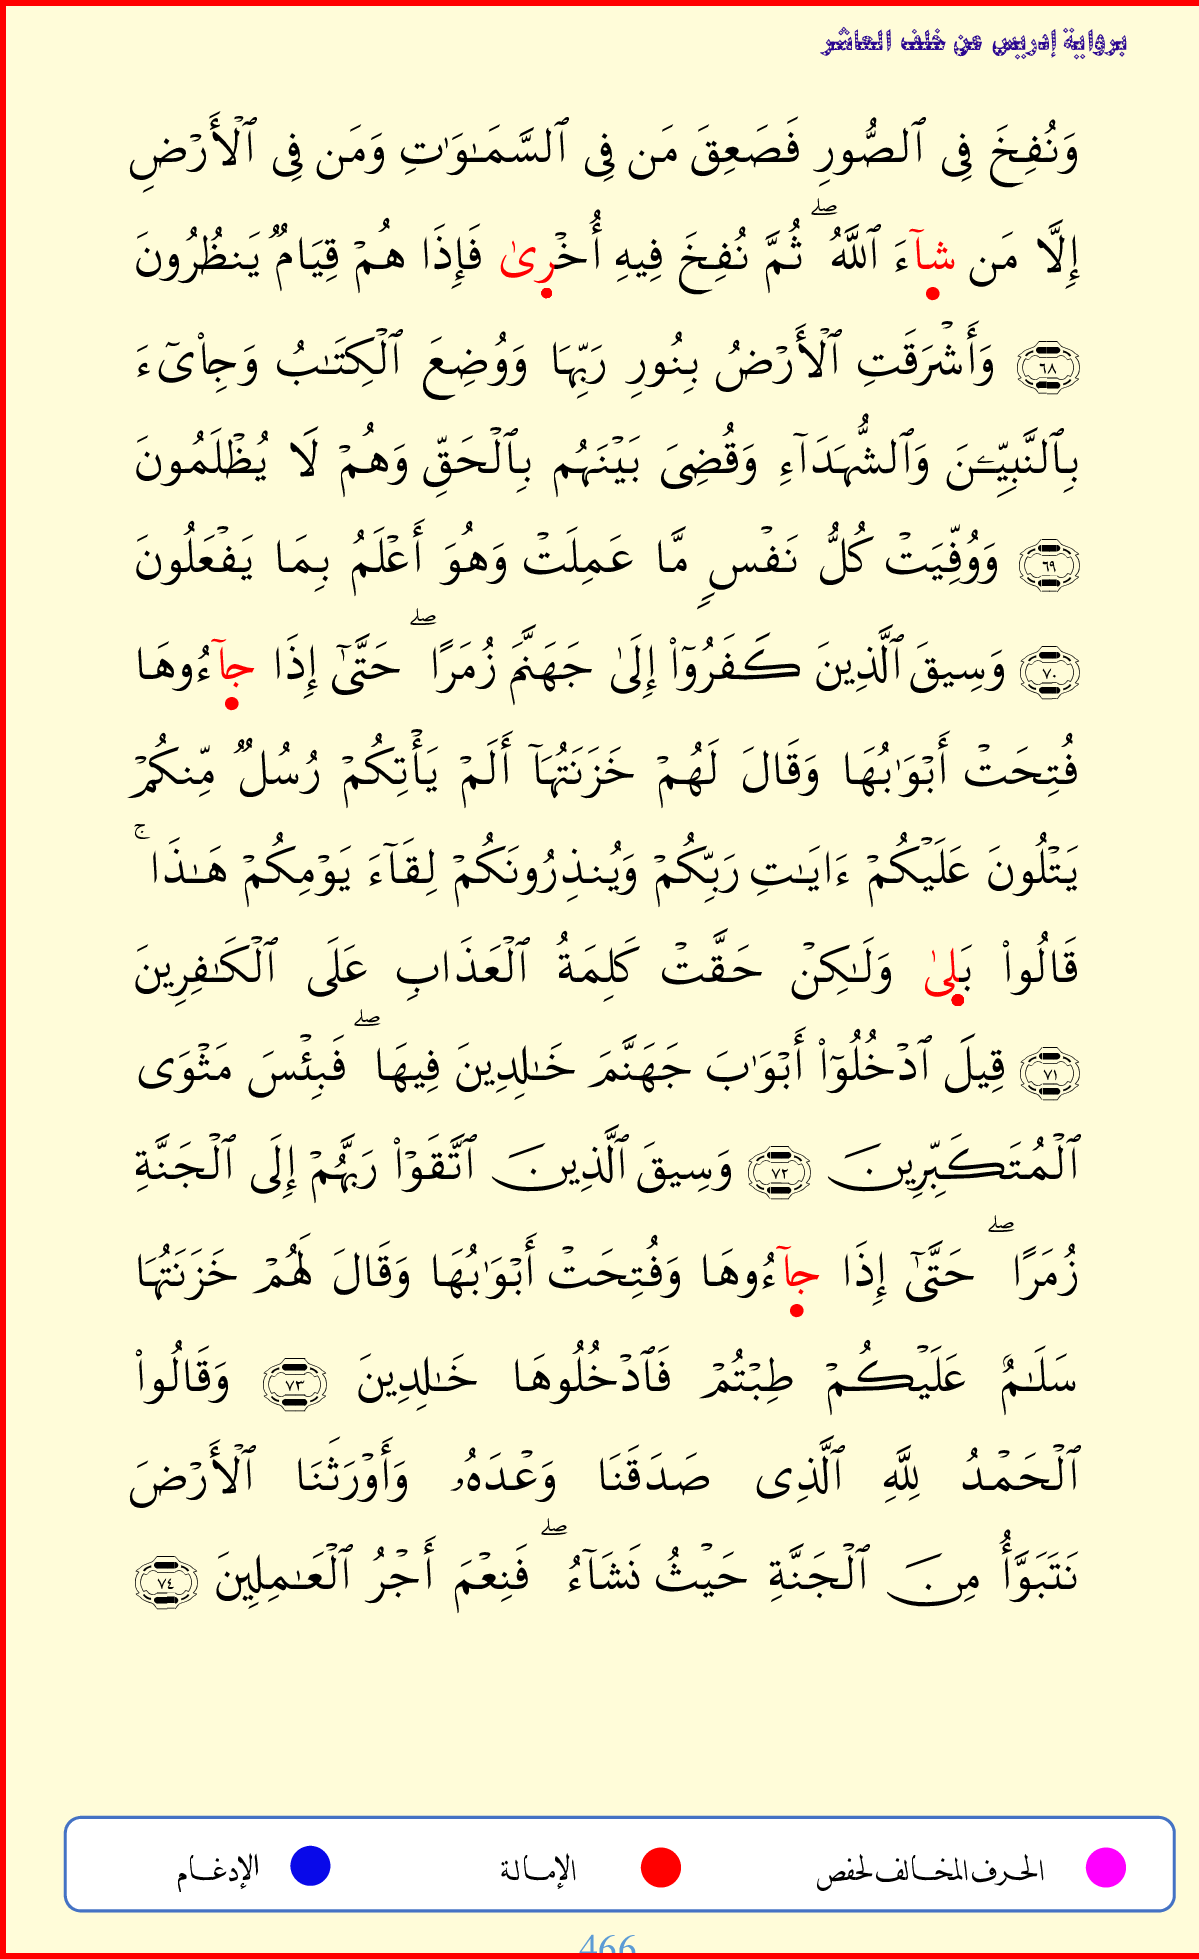 برواية إدريس عن خلف العاشر
وَنُفِخَ فِى ٱلصُّورِ فَصَعِقَ مَن فِى ٱلسَّمَـٰوَٰتِ وَمَن فِى ٱلْأَرْضِ
إِلَّا مَن شَآءَ ٱللَّهُ ۖ ثُمَّ نُفِخَ فِيهِ أُخْرِىٰ فَإِذَا هُمْ قِيَامٌ يَنظُرُونَ
٦٨ وَأَشْرَقَتِ ٱلْأَرْضُ بِنُورِ رَبِّهَا وَوُضِعَ ٱلْكِتَـٰبُ وَجِا۟ىٓءَ
بِٱلنَّبِيِّـۧنَ وَٱلشُّهَدَآءِ وَقُضِىَ بَيْنَهُم بِٱلْحَقِّ وَهُمْ لَا يُظْلَمُونَ
٦٩ وَوُفِّيَتْ كُلُّ نَفْسٍ مَّا عَمِلَتْ وَهُوَ أَعْلَمُ بِمَا يَفْعَلُونَ
٧٠ وَسِيقَ ٱلَّذِينَ كَفَرُوٓا۟ إِلَىٰ جَهَنَّمَ زُمَرًا ۖ حَتَّىٰٓ إِذَا جآءُوهَا
فُتِحَتْ أَبْوَٰبُهَا وَقَالَ لَهُمْ خَزَنَتُهَآ أَلَمْ يَأْتِكُمْ رُسُلٌ مِّنكُمْ
يَتْلُونَ عَلَيْكُمْ ءَايَـٰتِ رَبِّكُمْ وَيُنذِرُونَكُمْ لِقَآءَ يَوْمِكُمْ هَـٰذَا ۚ
قَالُوا۟ بَلِىٰ وَلَـٰكِنْ حَقَّتْ كَلِمَةُ ٱلْعَذَابِ عَلَى ٱلْكَـٰفِرِينَ
٧١ قِيلَ ٱدْخُلُوٓا۟ أَبْوَٰبَ جَهَنَّمَ خَـٰلِدِينَ فِيهَا ۖ فَبِئْسَ مَثْوَى
ٱلْمُتَكَبِّرِينَ ٧٢ وَسِيقَ ٱلَّذِينَ ٱتَّقَوْا۟ رَبَّهُمْ إِلَى ٱلْجَنَّةِ
زُمَرًا ۖ حَتَّىٰٓ إِذَا جآءُوهَا وَفُتِحَتْ أَبْوَٰبُهَا وَقَالَ لَهُمْ خَزَنَتُهَا
سَلَـٰمٌ عَلَيْكُمْ طِبْتُمْ فَٱدْخُلُوهَا خَـٰلِدِينَ ٧٣ وَقَالُوا۟
ٱلْحَمْدُ لِلَّهِ ٱلَّذِى صَدَقَنَا وَعْدَهُۥ وَأَوْرَثَنَا ٱلْأَرْضَ
نَتَبَوَّأُ مِنَ ٱلْجَنَّةِ حَيْثُ نَشَآءُ ۖ فَنِعْمَ أَجْرُ ٱلْعَـٰمِلِينَ ٧٤
الحرف المخالف لحفص الإمالة الإدغام
466